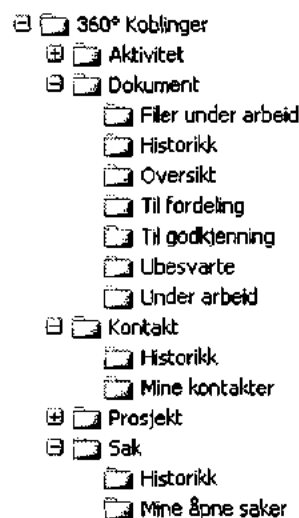 360° Koblinger
Aktivitet
Dokument
Filer under arbeid
Historikk
Oversikt
Til fordeling
Til godkjenning
Ubesvarte
Under arbeid
Kontakt
Historikk
Mine kontakter
Prosjekt
Sak
Historikk
Mine åpne saker